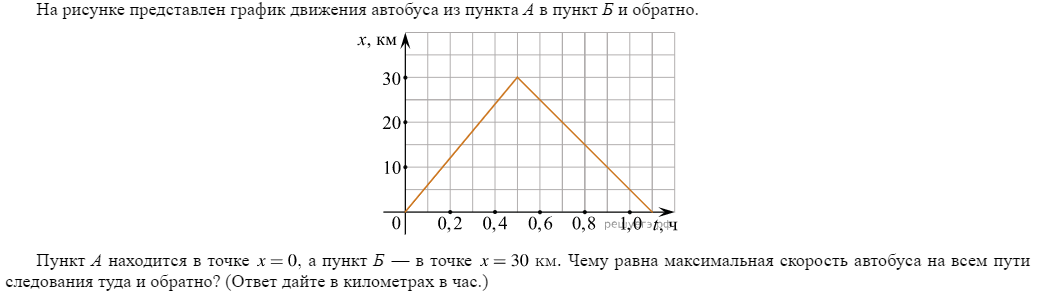 На рисунке представлен график движения автобуса из пункта А в пункт Б и обратно.
x, км
30
20
10
0 0,2 0,4 0,6 0,8 1,0 t, ч
Пункт А находится в точке x = 0, а пункт Б — в точке x = 30 км. Чему равна максимальная скорость автобуса на всем пути
следования туда и обратно? (Ответ дайте в километрах в час.)